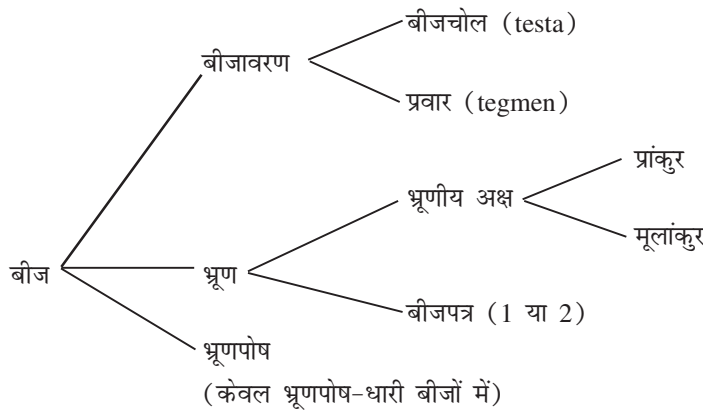 बीजचोल (testa)
बीजावरण
प्रवार (tegmen)
प्रांकुर
भ्रूणीय अक्ष
मूलांकुर
बीज
भ्रूण
बीजपत्र (1 या 2)
भ्रूणपोष
(केवल भ्रूणपोष-धारी बीजों में)